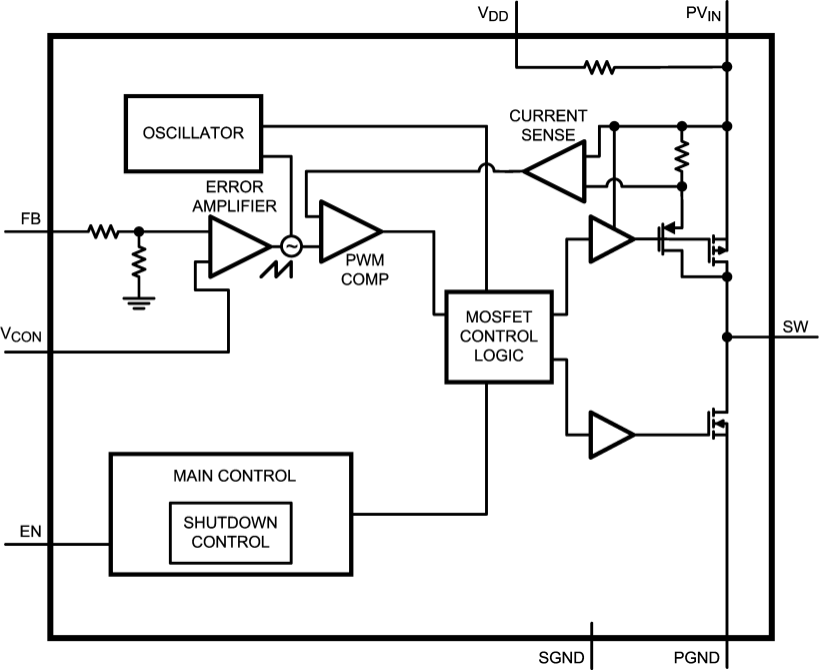 VDD
PVIN
CURRENT
SENSE
OSCILLATOR
ERROR
AMPLIFIER
FB
~
PWM
COMP
VCON
MOSFET
CONTROL
LOGIC
SW
MAIN CONTROL
SHUTDOWN
CONTROL
EN
SGND
PGND